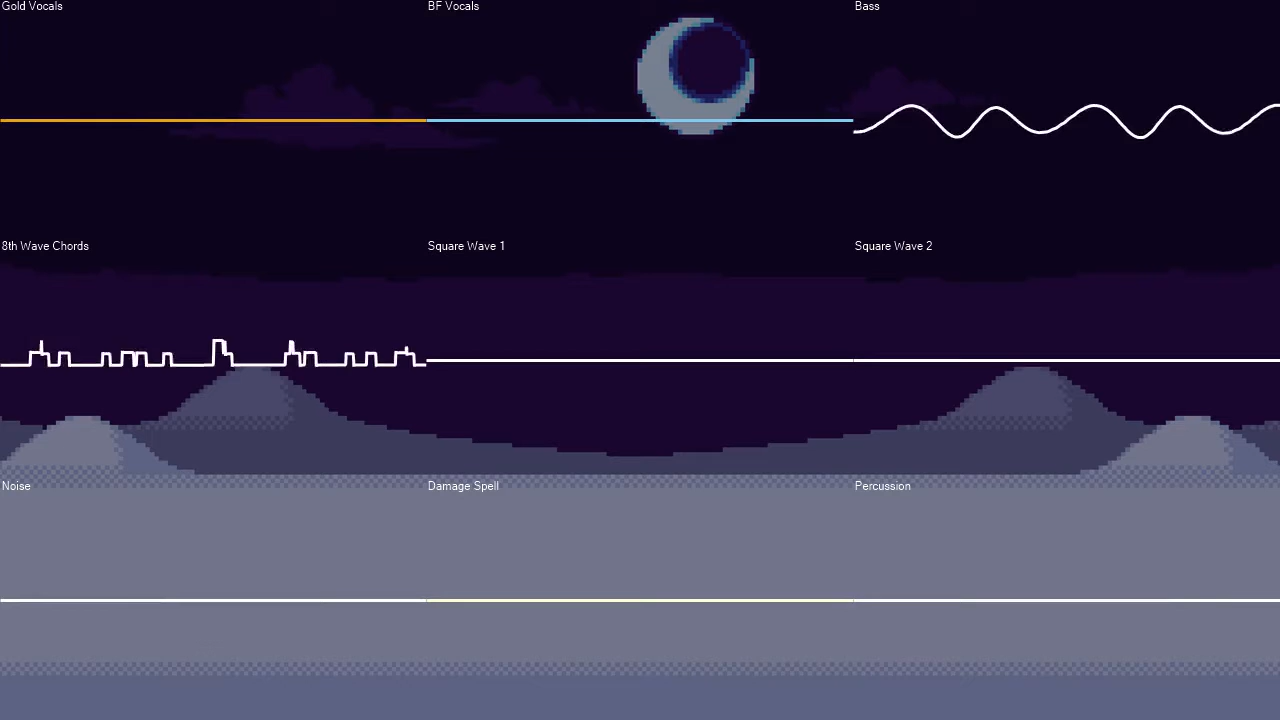 Gold Vocals
BF Vocals
Bass
8th Wave Chords
Square Wave 1
Square Wave 2
Noise
Damage Spell
Percussion